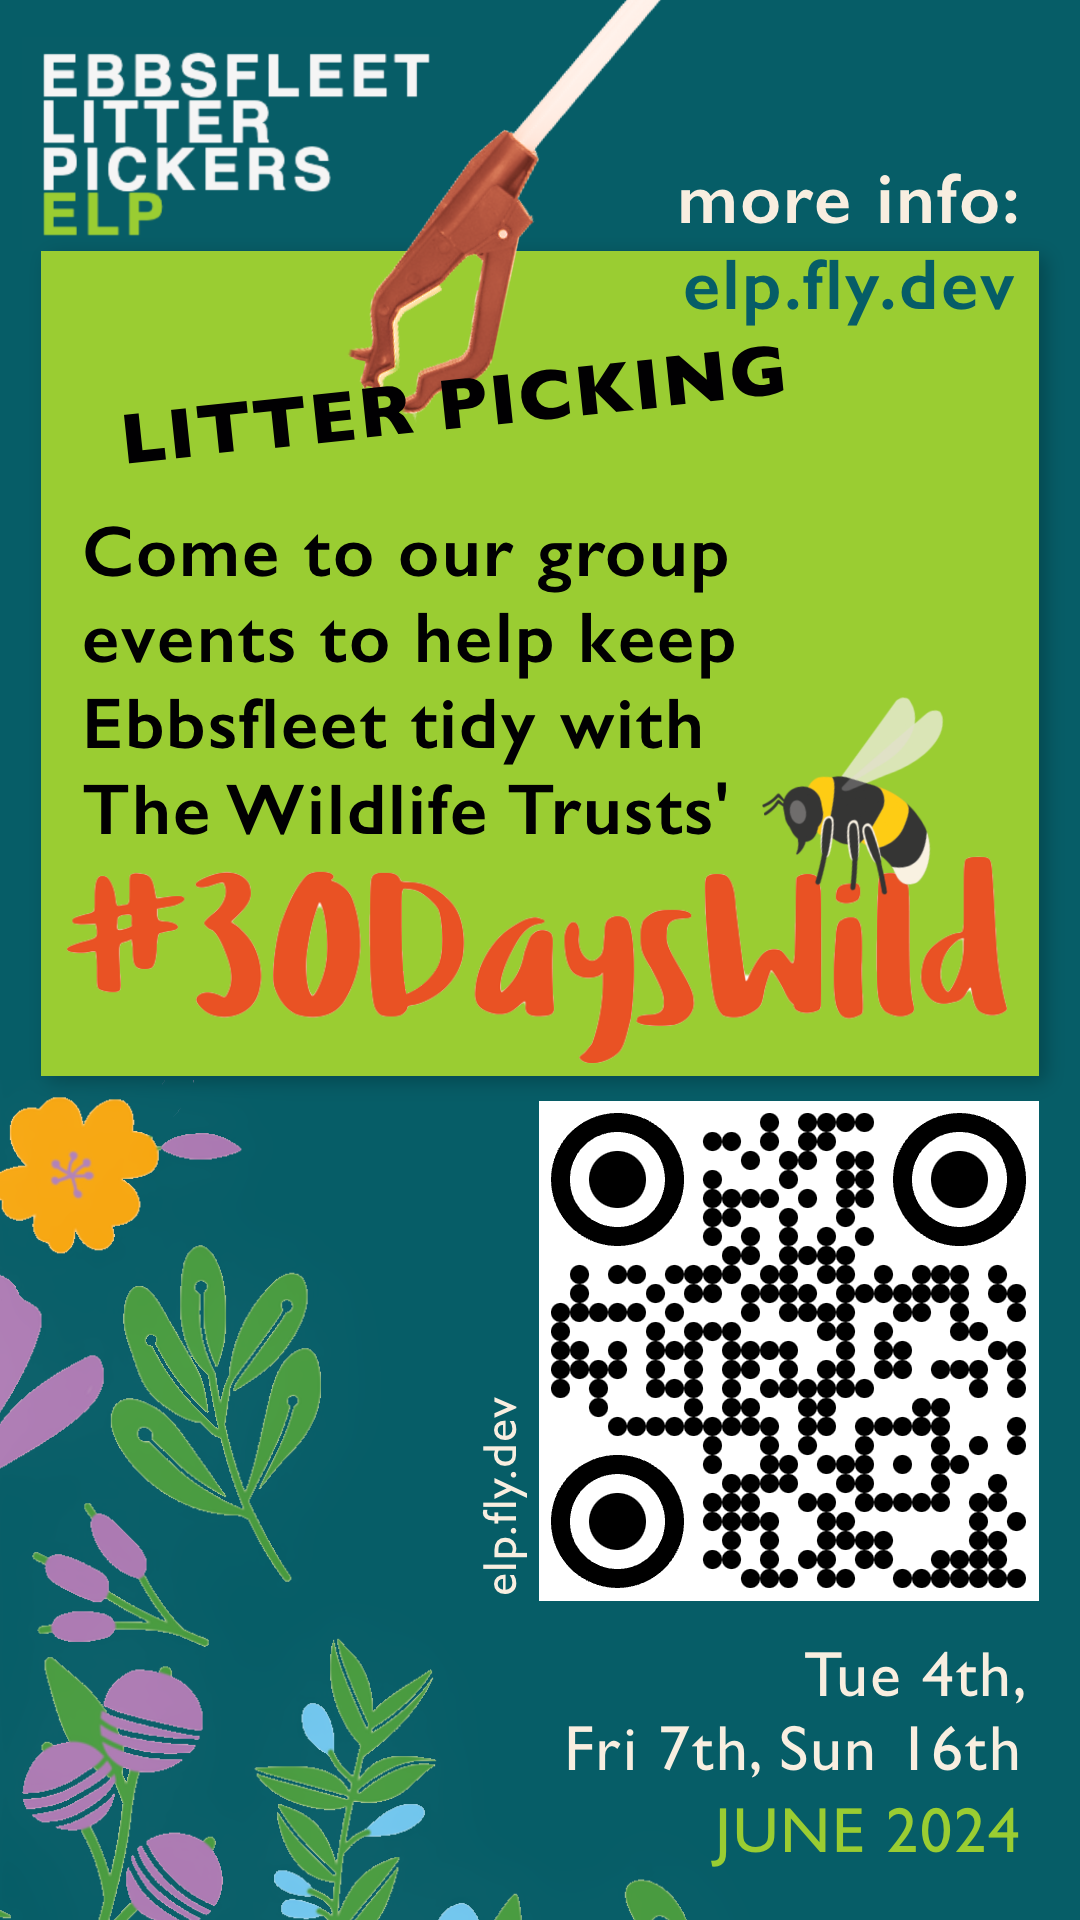 EBBSFLEET
LITTER
PICKERS
ELP
more info:
elp.fly.dev
LITTER PICKING
Come to our group
events to help keep
Ebbsfleet tidy with
The Wildlife Trusts'
#30DaysWild
elp.fly.dev
Tue 4th,
Fri 7th, Sun 16th
JUNE 2024